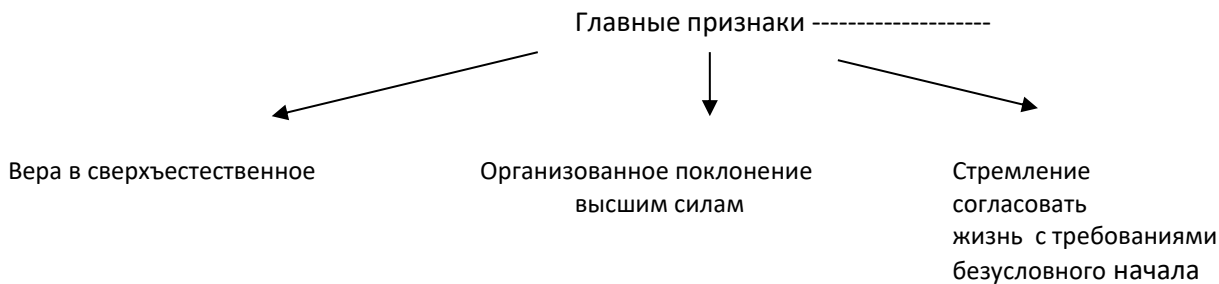 Главные признаки --------------------
Вера в сверхъестественное
Организованное поклонение
высшим силам
Стремление
согласовать
жизнь с требованиями
безусловного начала